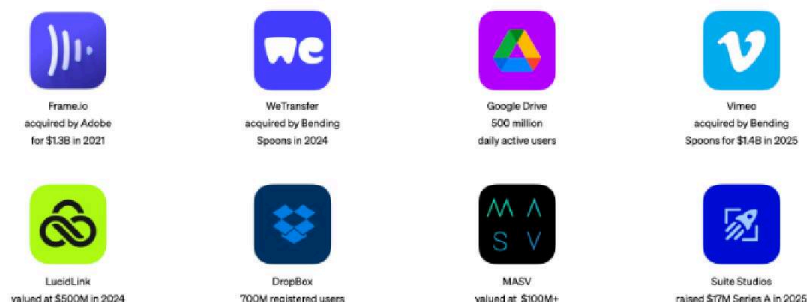 we
Frame.io
acquired by Adobe
for $1.3B in 2021
WeTransfer
acquired by Bending
Spoons in 2024
Google Drive
500 million
daily active users
Vimeo
acquired by Bending
Spoons for $1.4B in 2025
M A
S V
LucidLink
valued at $500M in 2024
DropBox
700M registered users
MASV
valued at $100M+
Suite Studios
raised $17M Series A in 2025